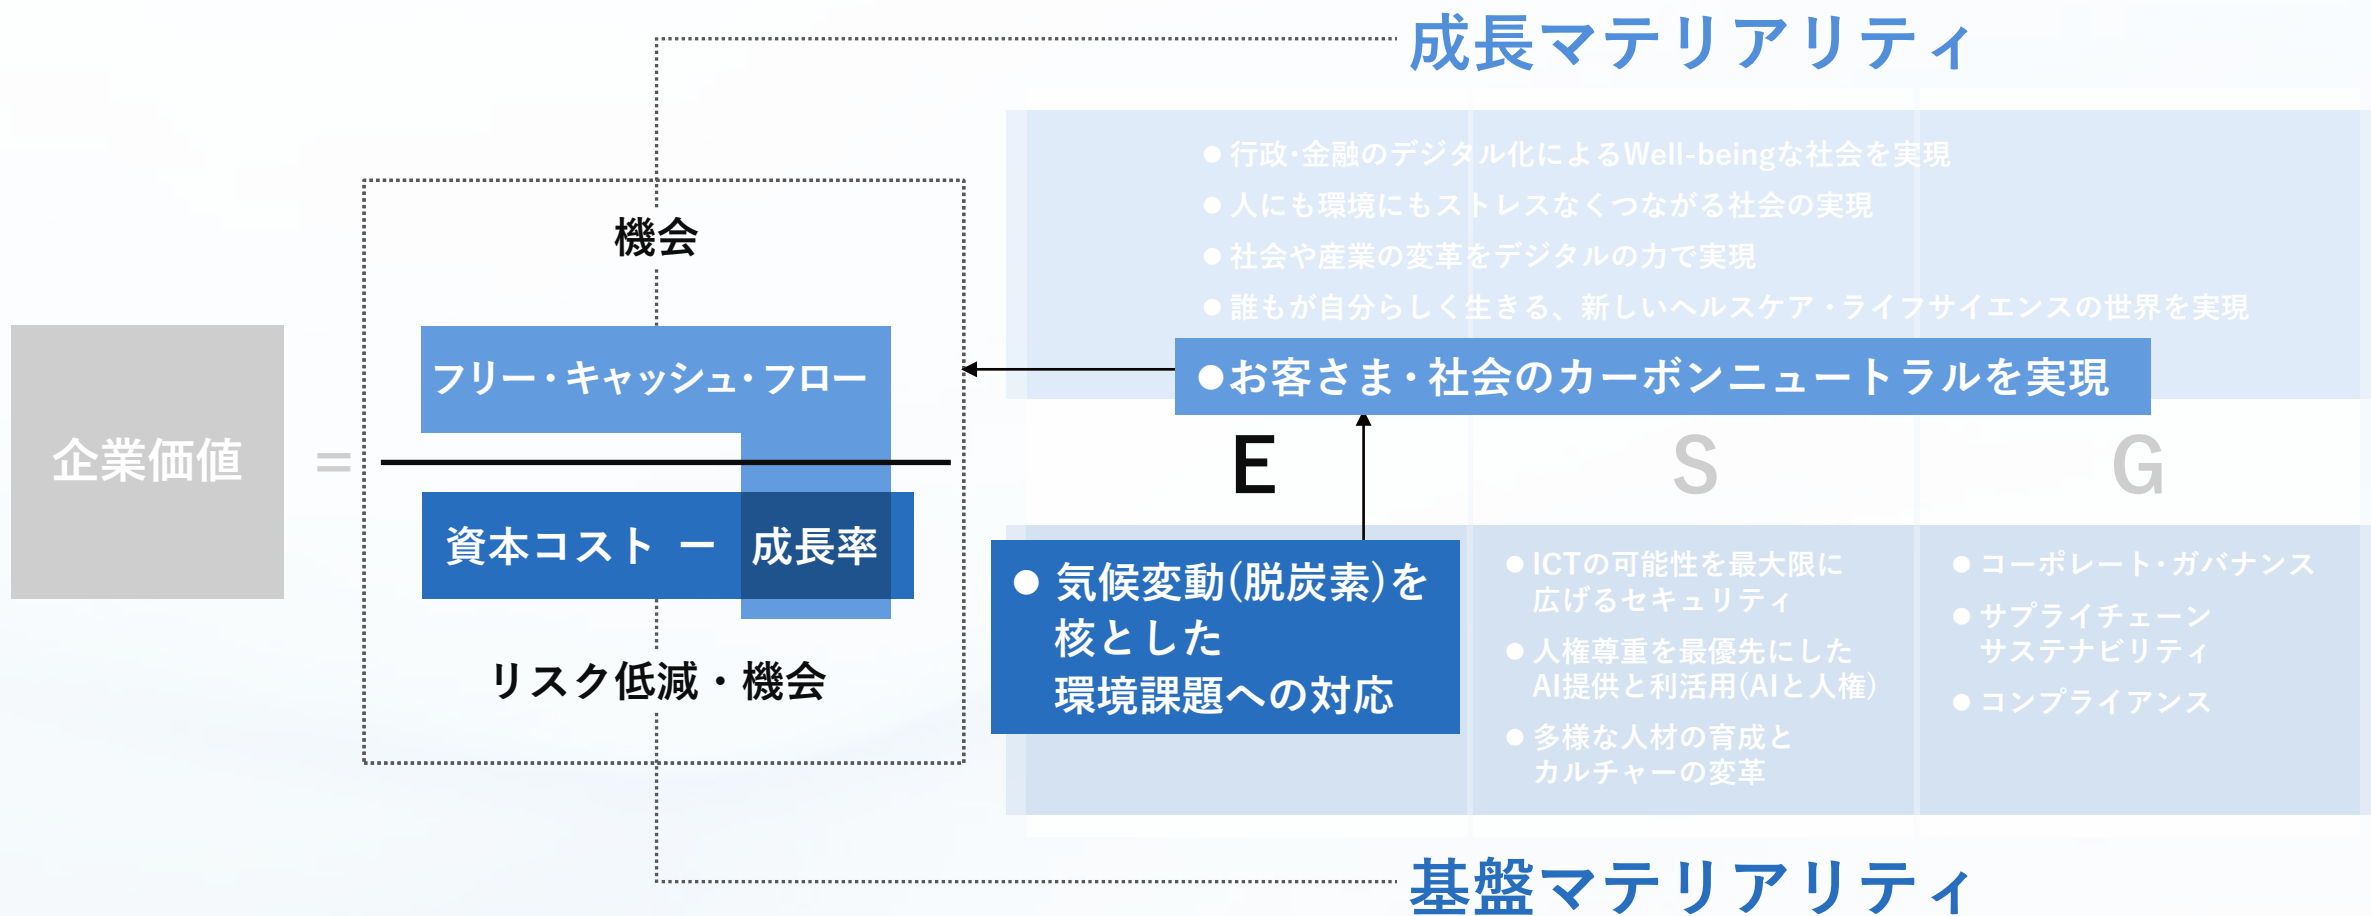 成長マテリアリティ
● 行政・金融のデジタル化によるWell-beingな社会を実現
● 人にも環境にもストレスなくつながる社会の実現
● 社会や産業の変革をデジタルの力で実現
● 誰もが自分らしく生きる、新しいヘルスケア・ライフサイエンスの世界を実現
●お客さま・社会のカーボンニュートラルを実現
機会
フリー・キャッシュ・フロー
企業価値
=
資本コスト ー 成長率
リスク低減・機会
E
S
G
● 気候変動(脱炭素)を
核とした
環境課題への対応
● ICTの可能性を最大限に
広げるセキュリティ
● 人権尊重を最優先にした
AI提供と利活用(AIと人権)
● 多様な人材の育成と
カルチャーの変革
● コーポレート・ガバナンス
● サプライチェーン
サステナビリティ
● コンプライアンス
基盤マテリアリティ